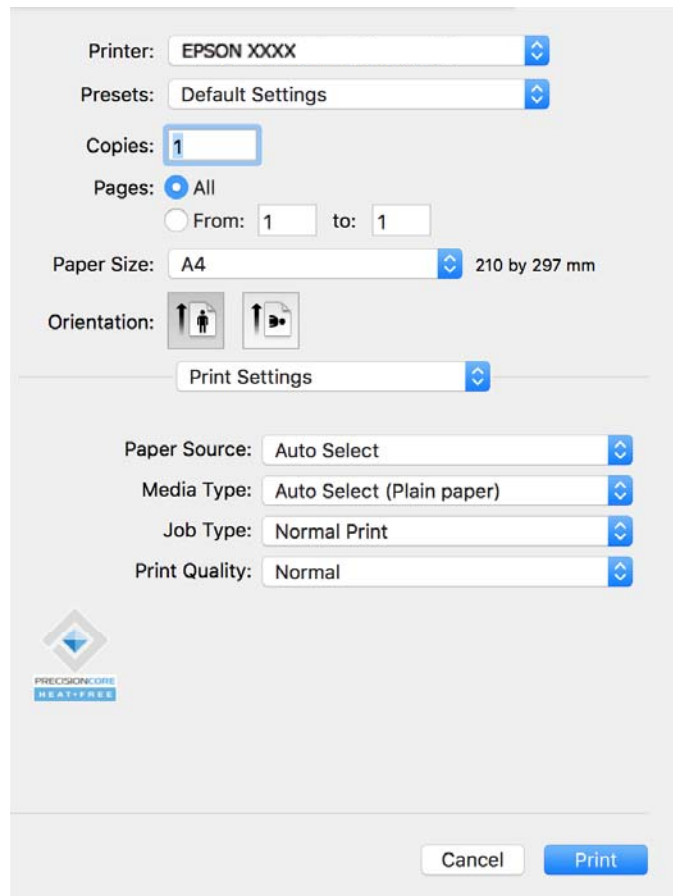 Printer: EPSON XXXX
Presets: Default Settings
Copies: 1
Pages: All
From: 1 to: 1
Paper Size: A4 210 by 297 mm
Orientation:
Print Settings
Paper Source: Auto Select
Media Type: Auto Select (Plain paper)
Job Type: Normal Print
Print Quality: Normal
PRECISIONCORE
HEAT-FREE
Cancel Print